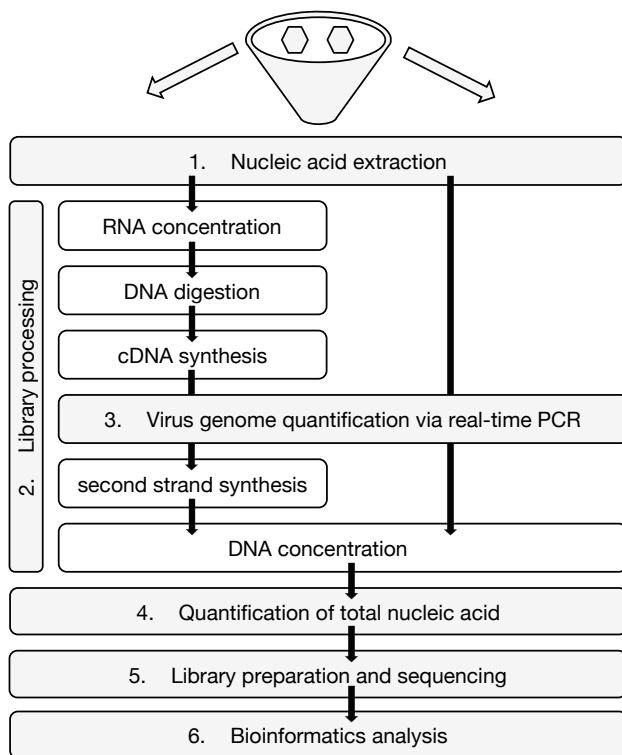 1. Nucleic acid extraction
2. Library processing
RNA concentration
DNA digestion
cDNA synthesis
3. Virus genome quantification via real-time PCR
second strand synthesis
DNA concentration
4. Quantification of total nucleic acid
5. Library preparation and sequencing
6. Bioinformatics analysis